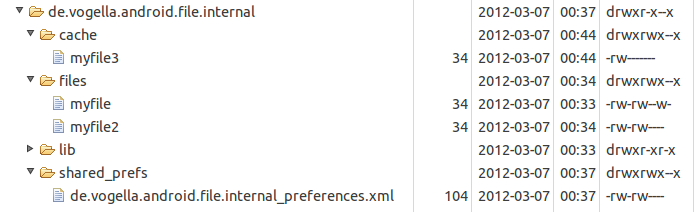 de.vogella.android.file.internal 2012-03-07 00:37 drwxr-x--x
cache 2012-03-07 00:44 drwxrwx--x
myfile3 34 2012-03-07 00:44 -rw-------
files 2012-03-07 00:34 drwxrwx--x
myfile 34 2012-03-07 00:33 -rw-rw--w-
myfile2 34 2012-03-07 00:34 -rw-rw----
lib 2012-03-07 00:33 drwxr-xr-x
shared_prefs 2012-03-07 00:37 drwxrwx--x
de.vogella.android.file.internal_preferences.xml 104 2012-03-07 00:37 -rw-rw----